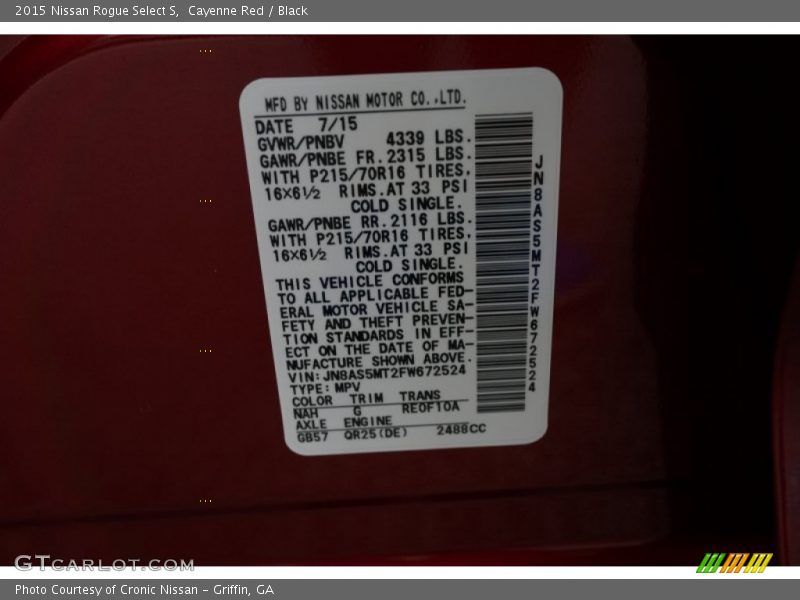 2015 Nissan Rogue Select S,  Cayenne Red / Black
MFD BY NISSAN MOTOR CO.,LTD.
DATE 7/15
GVWR/PNBV 4339 LBS.
GAWR/PNBE FR. 2315 LBS.
WITH P215/70R16 TIRES.
16×6½ RIMS.AT 33 PSI
COLD SINGLE.
GAWR/PNBE RR. 2116 LBS.
WITH P215/70R16 TIRES.
16×6½ RIMS.AT 33 PSI
COLD SINGLE.
THIS VEHICLE CONFORMS
TO ALL APPLICABLE FED-
ERAL MOTOR VEHICLE SA-
FETY AND THEFT PREVEN-
TION STANDARDS IN EFF-
ECT ON THE DATE OF MA-
NUFACTURE SHOWN ABOVE.
VIN: JN8AS5MT2FW672524
TYPE: MPV
COLOR TRIM TRANS
NAH G RE0F10A
AXLE ENGINE
GB57 QR25(DE) 2488CC
JN8AS5MT2FW672524
GTCARLOT.COM
Photo Courtesy of Cronic Nissan – Griffin, GA